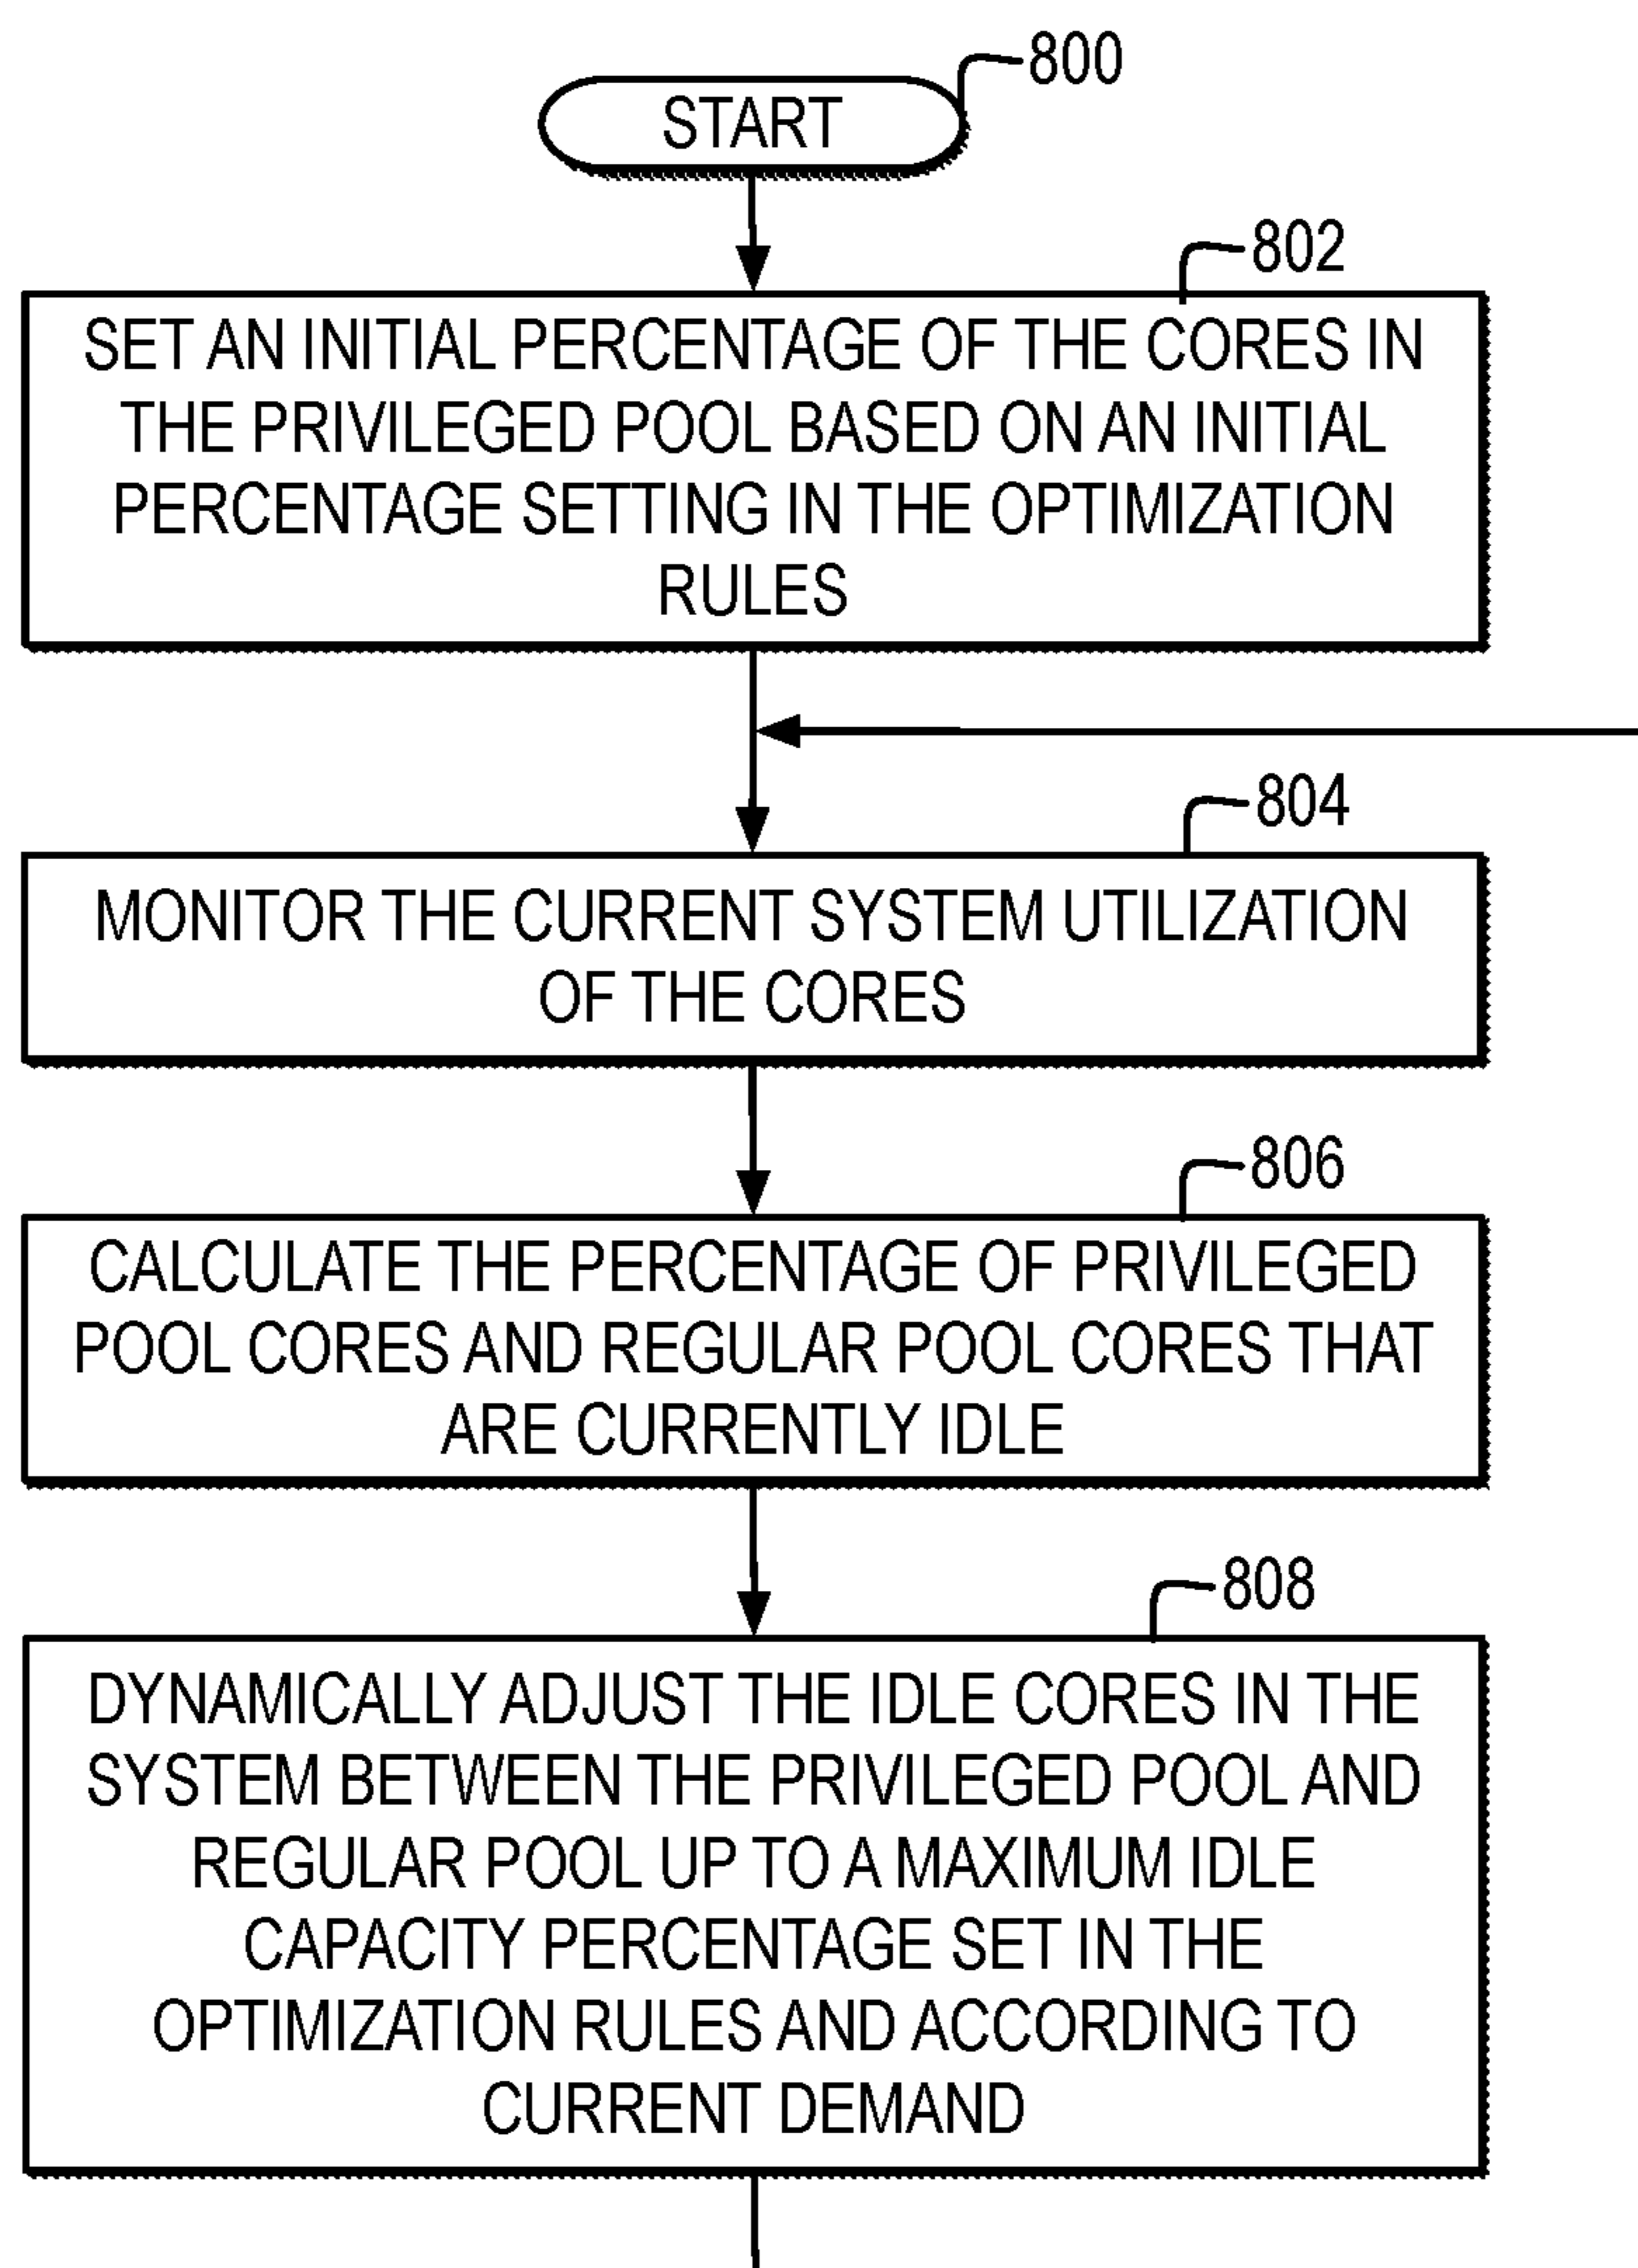 800
START
802
SET AN INITIAL PERCENTAGE OF THE CORES IN
THE PRIVILEGED POOL BASED ON AN INITIAL
PERCENTAGE SETTING IN THE OPTIMIZATION
RULES
804
MONITOR THE CURRENT SYSTEM UTILIZATION
OF THE CORES
806
CALCULATE THE PERCENTAGE OF PRIVILEGED
POOL CORES AND REGULAR POOL CORES THAT
ARE CURRENTLY IDLE
808
DYNAMICALLY ADJUST THE IDLE CORES IN THE
SYSTEM BETWEEN THE PRIVILEGED POOL AND
REGULAR POOL UP TO A MAXIMUM IDLE
CAPACITY PERCENTAGE SET IN THE
OPTIMIZATION RULES AND ACCORDING TO
CURRENT DEMAND